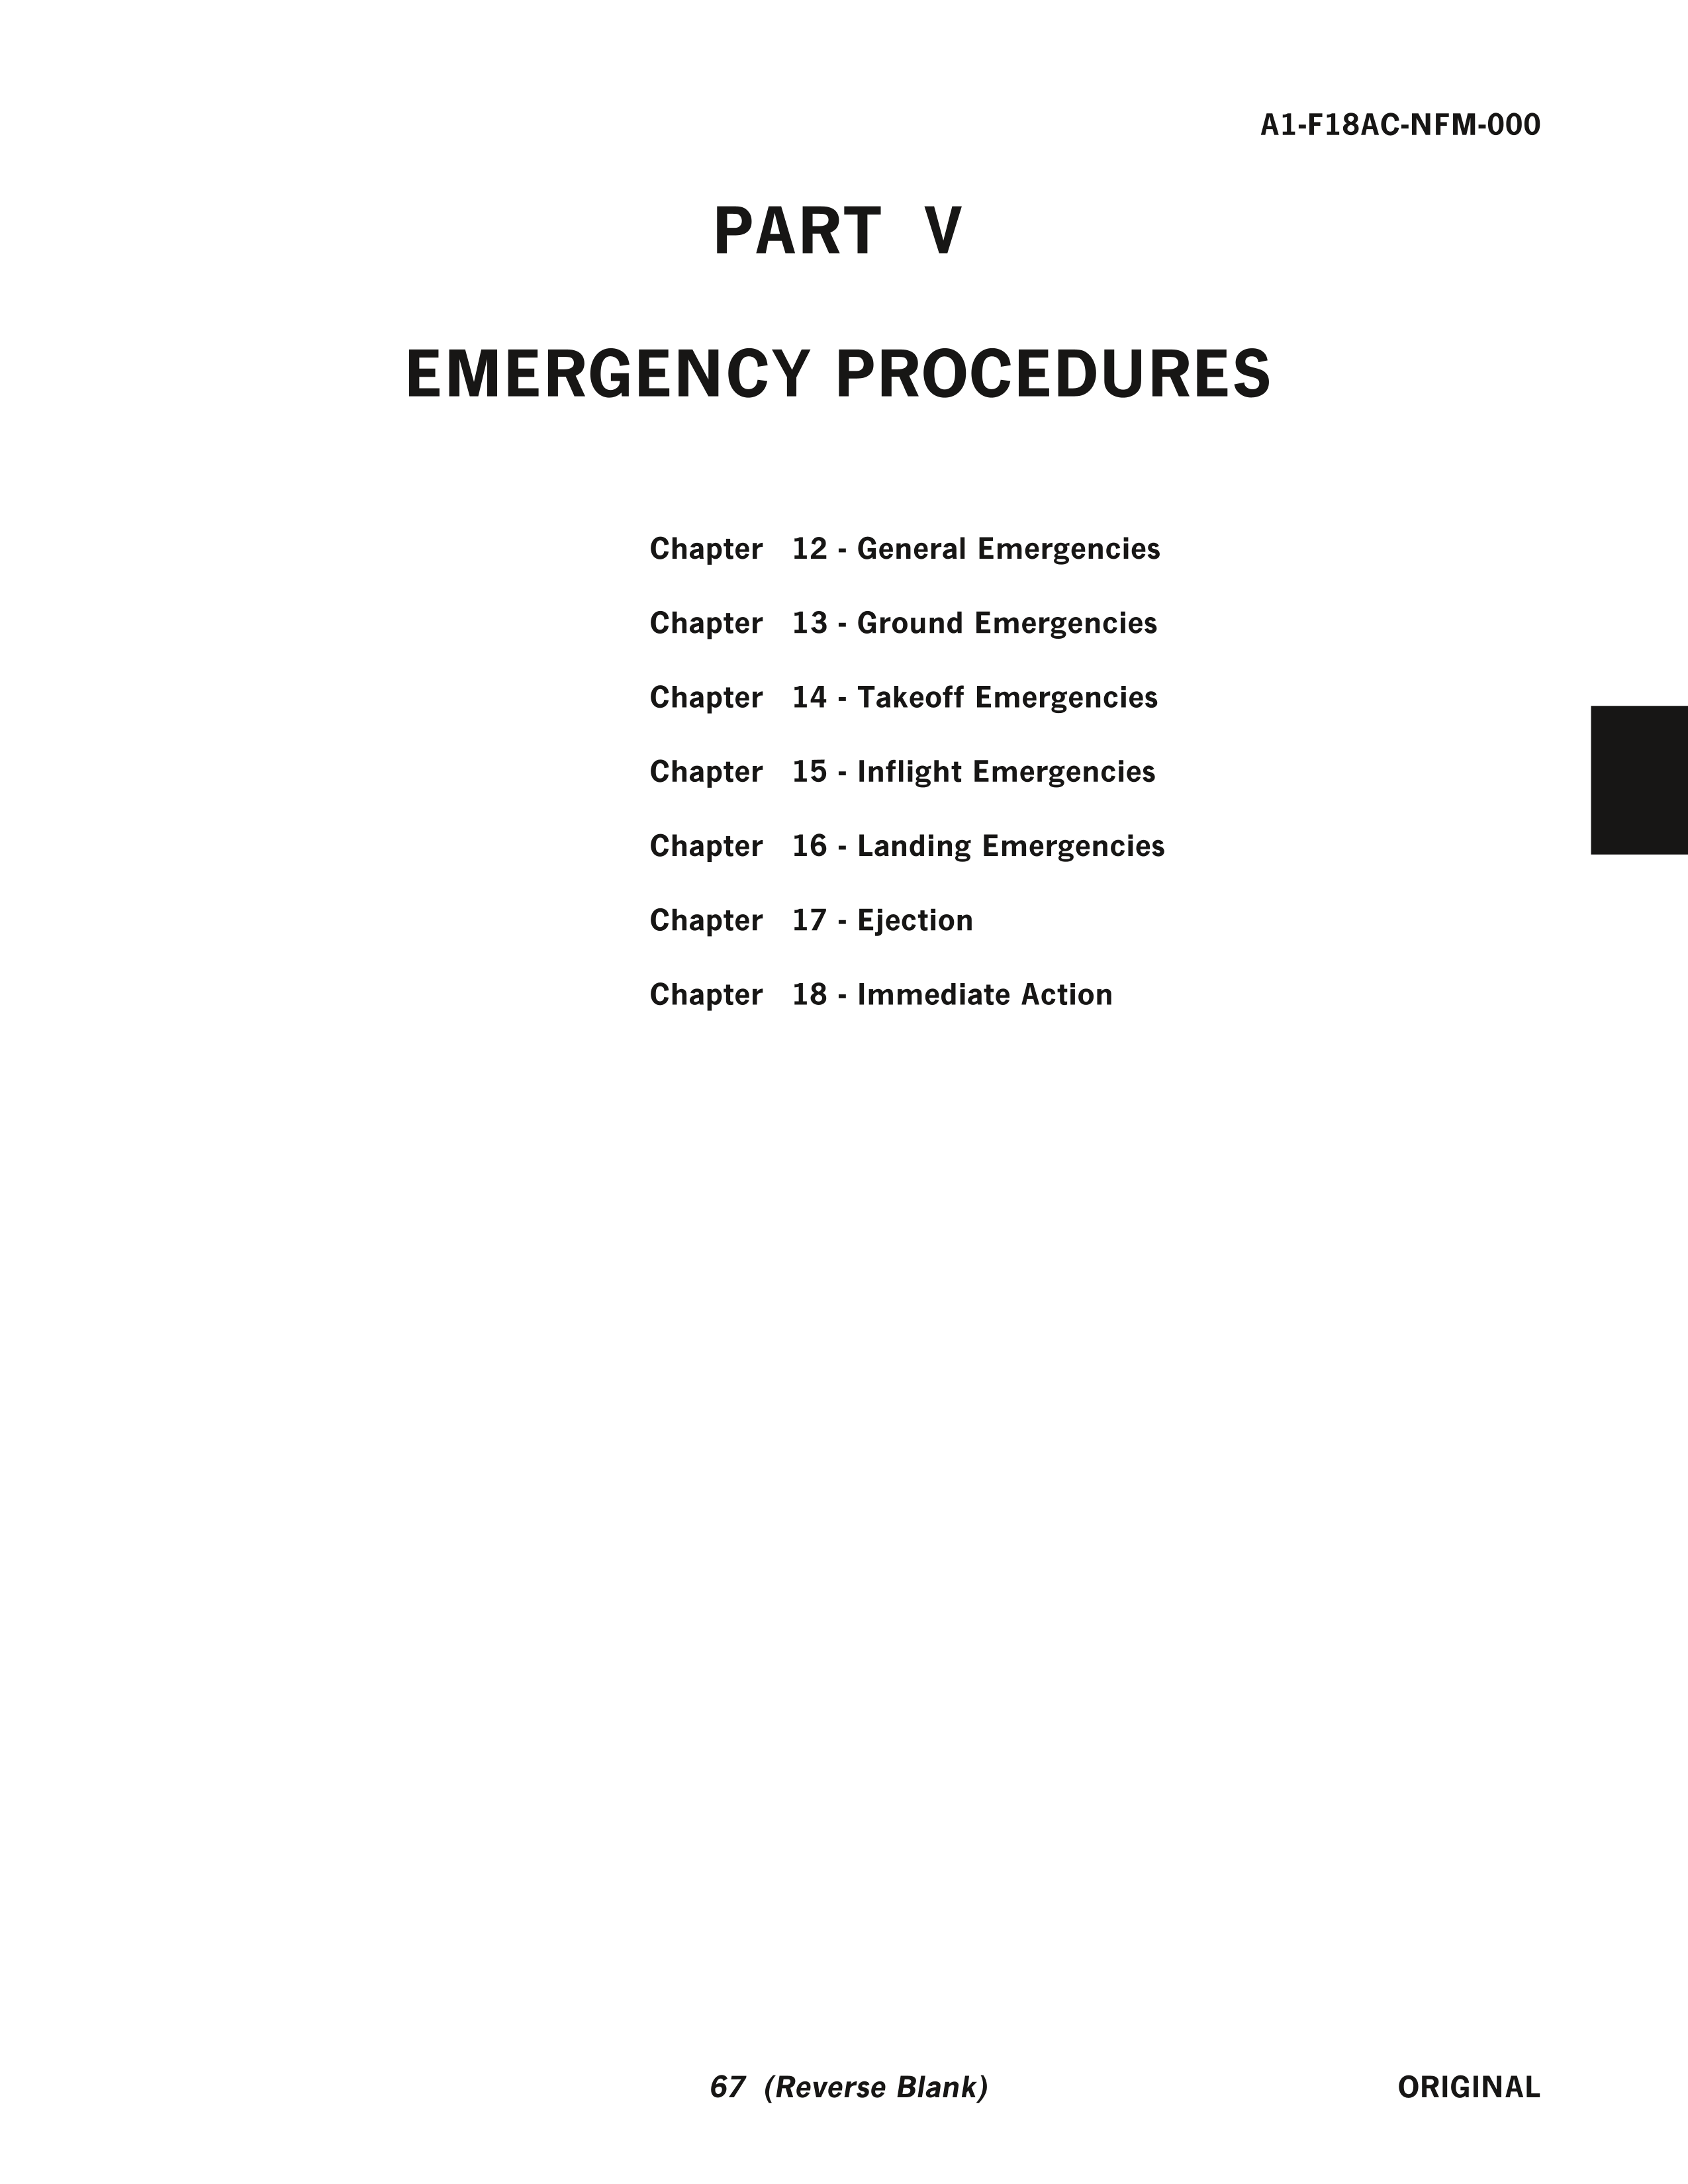 A1-F18AC-NFM-000
PART V
EMERGENCY PROCEDURES
Chapter 12 - General Emergencies
Chapter 13 - Ground Emergencies
Chapter 14 - Takeoff Emergencies
Chapter 15 - Inflight Emergencies
Chapter 16 - Landing Emergencies
Chapter 17 - Ejection
Chapter 18 - Immediate Action
67 (Reverse Blank) ORIGINAL